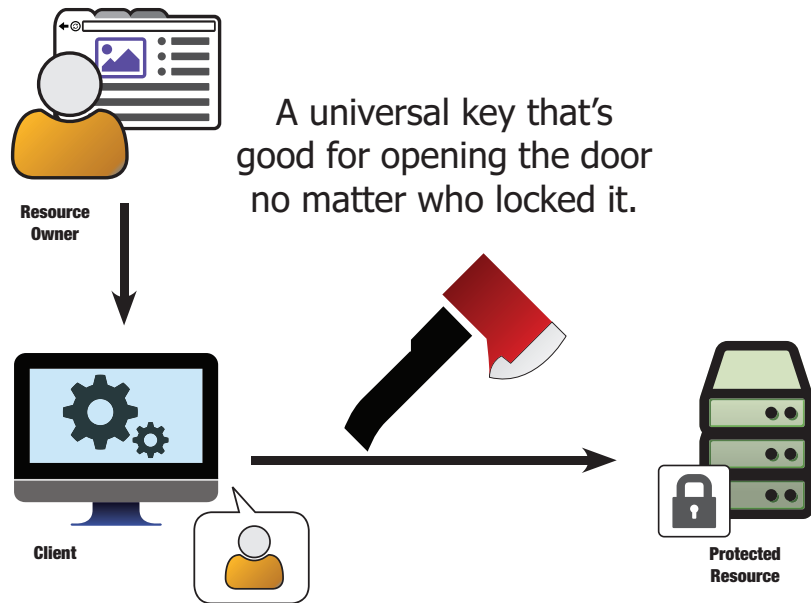 A universal key that’s
good for opening the door
no matter who locked it.
Resource
Owner
Client
Protected
Resource